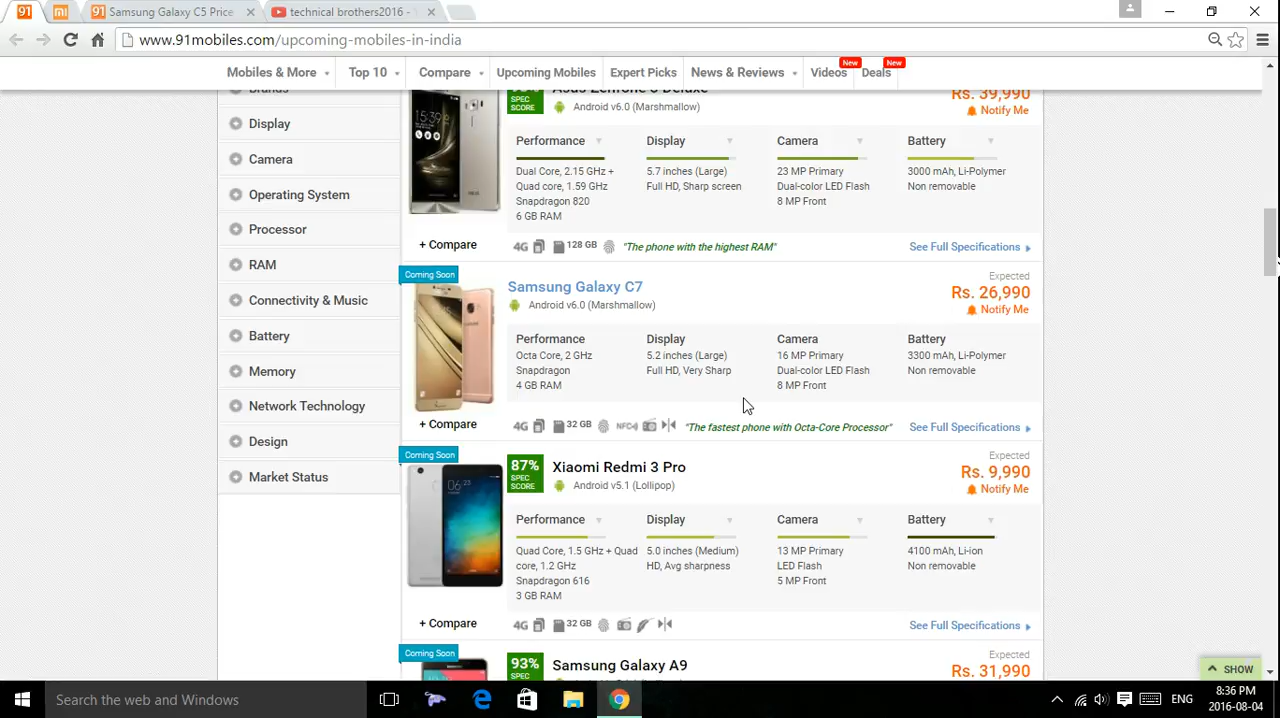 91
mi
91
Samsung Galaxy C5 Price
technical brothers2016 -
www.91mobiles.com/upcoming-mobiles-in-india
Mobiles & More
Top 10
Compare
Upcoming Mobiles
Expert Picks
News & Reviews
Videos
New
Deals
New
Brands
Display
Camera
Operating System
Processor
RAM
Connectivity & Music
Battery
Memory
Network Technology
Design
Market Status
SPEC
SCORE
Asus Zenfone 3 Deluxe
Android v6.0 (Marshmallow)
Rs. 39,990
Notify Me
Performance
Dual Core, 2.15 GHz +
Quad core, 1.59 GHz
Snapdragon 820
6 GB RAM
Display
5.7 inches (Large)
Full HD, Sharp screen
Camera
23 MP Primary
Dual-color LED Flash
8 MP Front
Battery
3000 mAh, Li-Polymer
Non removable
+ Compare
4G
128 GB
"The phone with the highest RAM"
See Full Specifications
Coming Soon
Samsung Galaxy C7
Android v6.0 (Marshmallow)
Expected
Rs. 26,990
Notify Me
Performance
Octa Core, 2 GHz
Snapdragon
4 GB RAM
Display
5.2 inches (Large)
Full HD, Very Sharp
Camera
16 MP Primary
Dual-color LED Flash
8 MP Front
Battery
3300 mAh, Li-Polymer
Non removable
+ Compare
4G
32 GB
NFC
"The fastest phone with Octa-Core Processor"
See Full Specifications
Coming Soon
87%
SPEC
SCORE
Xiaomi Redmi 3 Pro
Android v5.1 (Lollipop)
Expected
Rs. 9,990
Notify Me
Performance
Quad Core, 1.5 GHz + Quad
core, 1.2 GHz
Snapdragon 616
3 GB RAM
Display
5.0 inches (Medium)
HD, Avg sharpness
Camera
13 MP Primary
LED Flash
5 MP Front
Battery
4100 mAh, Li-ion
Non removable
+ Compare
4G
32 GB
See Full Specifications
Coming Soon
93%
SPEC
Samsung Galaxy A9
Expected
Rs. 31,990
SHOW
Search the web and Windows
ENG
8:36 PM
2016-08-04